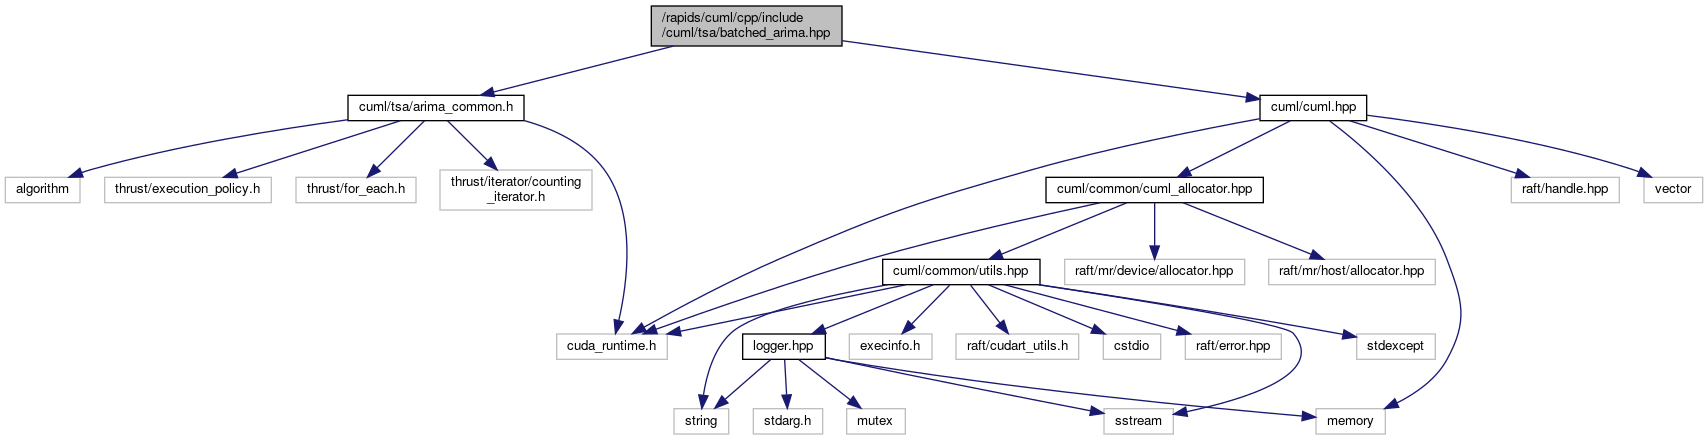 /rapids/cuml/cpp/include
/cuml/tsa/batched_arima.hpp
cuml/tsa/arima_common.h
cuml/cuml.hpp
algorithm
thrust/execution_policy.h
thrust/for_each.h
thrust/iterator/counting
_iterator.h
cuml/common/cuml_allocator.hpp
raft/handle.hpp
vector
cuml/common/utils.hpp
raft/mr/device/allocator.hpp
raft/mr/host/allocator.hpp
cuda_runtime.h
logger.hpp
execinfo.h
raft/cudart_utils.h
cstdio
raft/error.hpp
stdexcept
string
stdarg.h
mutex
sstream
memory